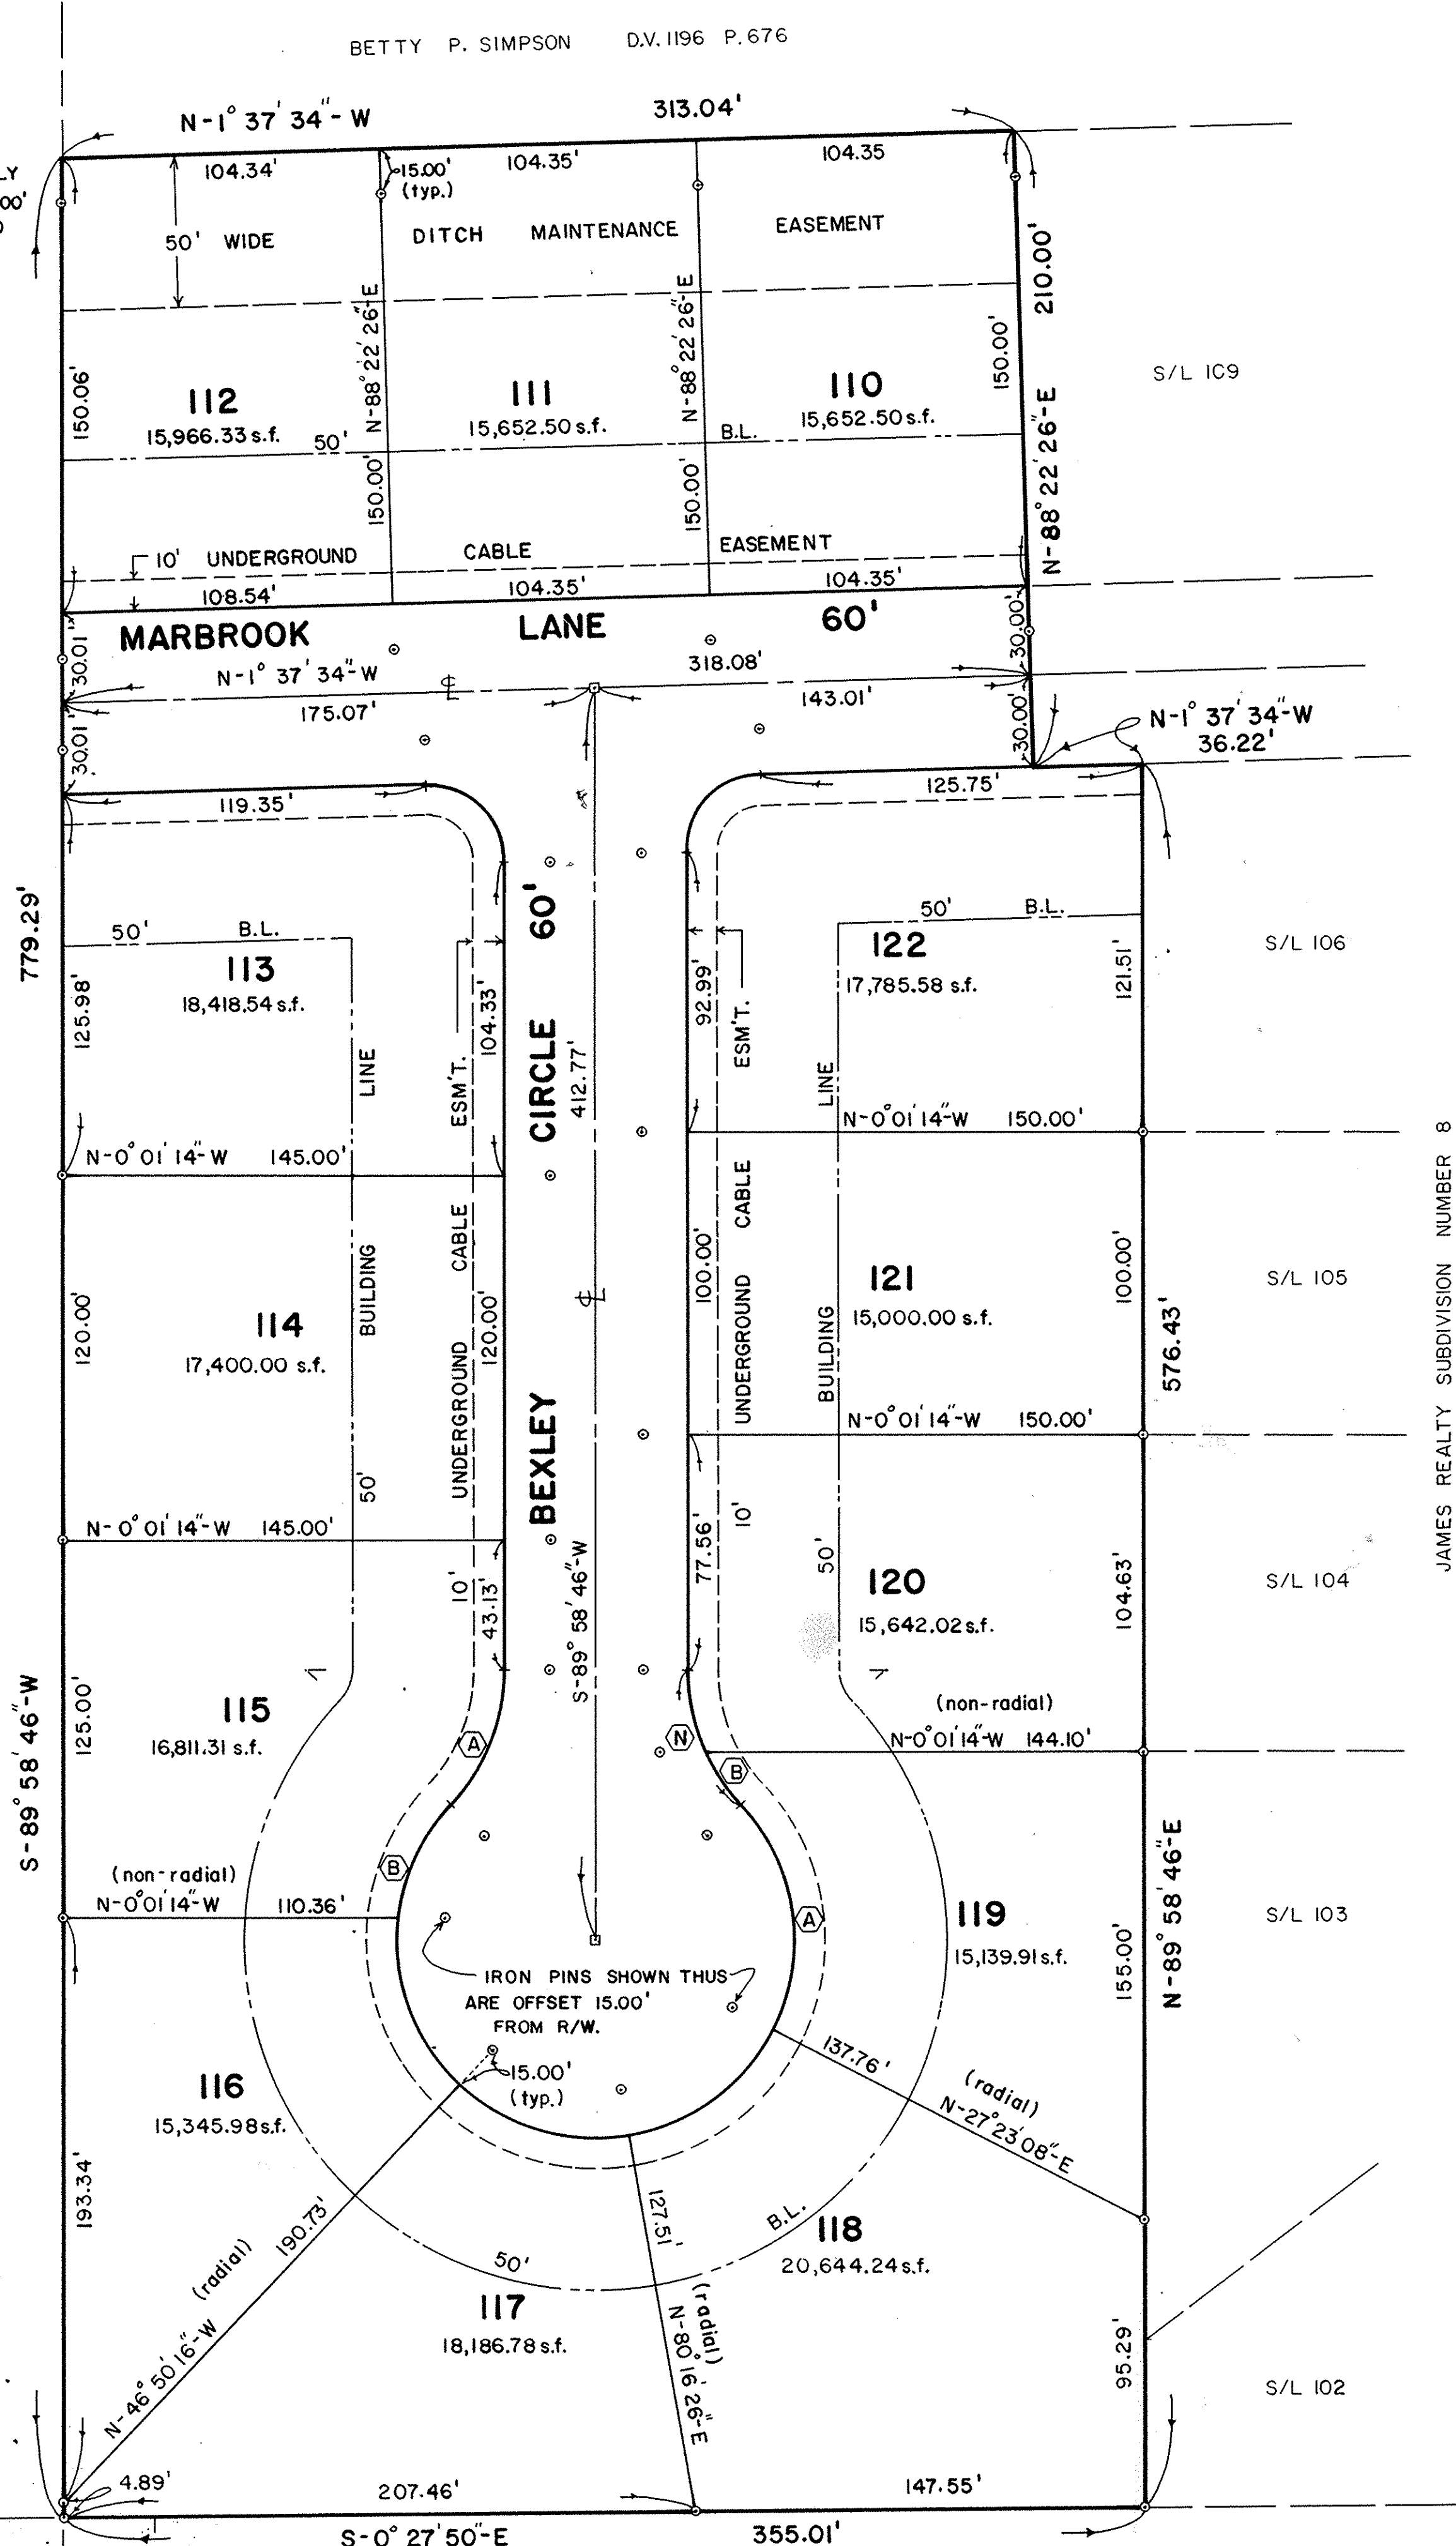 BETTY P. SIMPSON D.V. 1196 P. 676
N-1° 37' 34"- W 313.04'
LY
00'
104.34' 15.00' 104.35' 104.35
(typ.)
50' WIDE DITCH MAINTENANCE EASEMENT
N-88° 22' 26"-E
N-88° 22' 26"-E
210.00'
150.00'
N-88° 22' 26"-E
150.06'
S/L 109
112
15,966.33 s.f.
111
15,652.50 s.f.
110
15,652.50 s.f.
50' B.L.
150.00'
150.00'
10' UNDERGROUND CABLE EASEMENT
108.54' 104.35' 104.35'
MARBROOK LANE 60'
30.01'
30.00'
N-1° 37' 34"-W 318.08'
175.07' 143.01'
30.01'
30.00'
N-1° 37' 34"-W
36.22'
119.35' 125.75'
779.29'
50' B.L.
113
18,418.54 s.f.
125.98'
50' B.L.
122
17,785.58 s.f.
121.51'
S/L 106
104.33'
92.99'
BEXLEY CIRCLE 60'
412.77'
S-89° 58' 46"-W
50' BUILDING LINE
10' UNDERGROUND CABLE ESM'T.
10' UNDERGROUND CABLE ESM'T.
50' BUILDING LINE
N-0° 01' 14"-W 145.00'
N-0° 01' 14"-W 150.00'
114
17,400.00 s.f.
120.00'
120.00'
121
15,000.00 s.f.
100.00'
100.00'
S/L 105
576.43'
JAMES REALTY SUBDIVISION NUMBER 8
N-0° 01' 14"-W 150.00'
N-0° 01' 14"-W 145.00'
43.13'
77.56'
120
15,642.02 s.f.
104.63'
S/L 104
115
16,811.31 s.f.
125.00'
S-89° 58' 46"-W
(non-radial)
N-0° 01' 14"-W 144.10'
A
N
B
B
A
(non-radial)
N-0° 01' 14"-W 110.36'
119
15,139.91 s.f.
155.00'
N-89° 58' 46"-E
S/L 103
IRON PINS SHOWN THUS
ARE OFFSET 15.00'
FROM R/W.
15.00'
(typ.)
137.76'
(radial)
N-27° 23' 08"-E
116
15,345.98 s.f.
193.34'
190.73'
(radial)
N-46° 50' 16"-W
127.51'
(radial)
N-80° 16' 26"-E
B.L.
118
20,644.24 s.f.
50'
117
18,186.78 s.f.
95.29'
S/L 102
4.89' 207.46' 147.55'
S-0° 27' 50"-E 355.01'